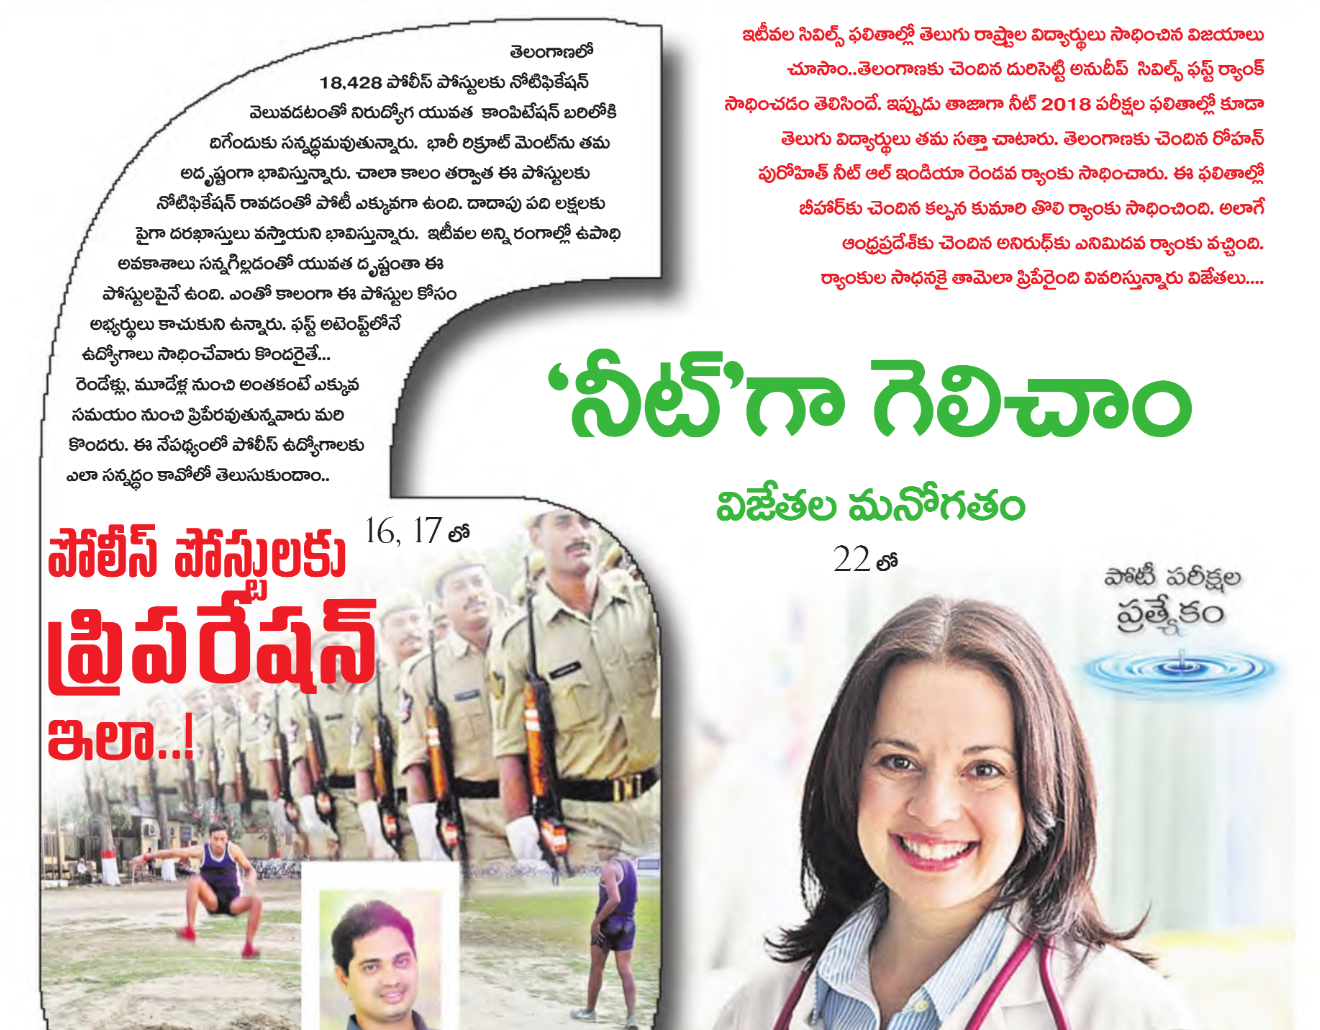 తెలంగాణలో
18,428 పోలీస్ పోస్టులకు నోటిఫికేషన్
వెలువడటంతో నిరుద్యోగ యువత కాంపిటేషన్ బరిలోకి
దిగేందుకు సన్నద్ధమవుతున్నారు. భారీ రిక్రూట్ మెంట్‌ను తమ
అదృష్టంగా భావిస్తున్నారు. చాలా కాలం తర్వాత ఈ పోస్టులకు
నోటిఫికేషన్ రావడంతో పోటీ ఎక్కువగా ఉంది. దాదాపు పది లక్షలకు
పైగా దరఖాస్తులు వస్తాయని భావిస్తున్నారు. ఇటీవల అన్ని రంగాల్లో ఉపాధి
అవకాశాలు సన్నగిల్లడంతో యువత దృష్టంతా ఈ
పోస్టులపైనే ఉంది. ఎంతో కాలంగా ఈ పోస్టుల కోసం
అభ్యర్థులు కాచుకుని ఉన్నారు. ఫస్ట్ అటెంప్ట్‌లోనే
ఉద్యోగాలు సాధించేవారు కొందరైతే...
రెండేళ్లు, మూడేళ్ల నుంచి అంతకంటే ఎక్కువ
సమయం నుంచి ప్రిపేరవుతున్నవారు మరి
కొందరు. ఈ నేపథ్యంలో పోలీస్ ఉద్యోగాలకు
ఎలా సన్నద్ధం కావోలో తెలుసుకుందాం..
పోలీస్ పోస్టులకు
ప్రిపరేషన్
ఇలా..!
16, 17 లో
ఇటీవల సివిల్స్ ఫలితాల్లో తెలుగు రాష్ట్రాల విద్యార్థులు సాధించిన విజయాలు
చూసాం..తెలంగాణకు చెందిన దురిసెట్టి అనుదీప్ సివిల్స్ ఫస్ట్ ర్యాంక్
సాధించడం తెలిసిందే. ఇప్పుడు తాజాగా నీట్ 2018 పరీక్షల ఫలితాల్లో కూడా
తెలుగు విద్యార్థులు తమ సత్తా చాటారు. తెలంగాణకు చెందిన రోహన్
పురోహిత్ నీట్ ఆల్ ఇండియా రెండవ ర్యాంకు సాధించారు. ఈ ఫలితాల్లో
బీహార్‌కు చెందిన కల్పన కుమారి తొలి ర్యాంకు సాధించింది. అలాగే
ఆంధ్రప్రదేశ్‌కు చెందిన అనిరుధ్‌కు ఎనిమిదవ ర్యాంకు వచ్చింది.
ర్యాంకుల సాధనకై తామెలా ప్రిపేరైంది వివరిస్తున్నారు విజేతలు....
‘నీట్’గా గెలిచాం
విజేతల మనోగతం
22 లో
పోటీ పరీక్షల
ప్రత్యేకం